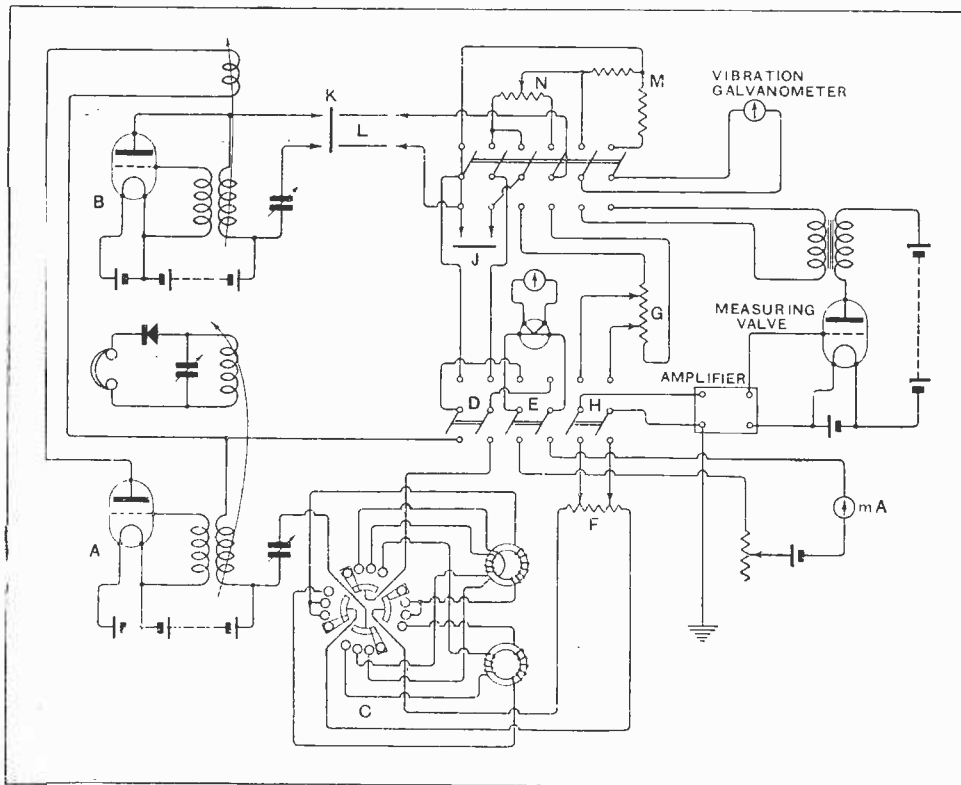 K
L
N
M
VIBRATION
GALVANOMETER
B
J
G
MEASURING
VALVE
AMPLIFIER
D
E
H
A
F
mA
C